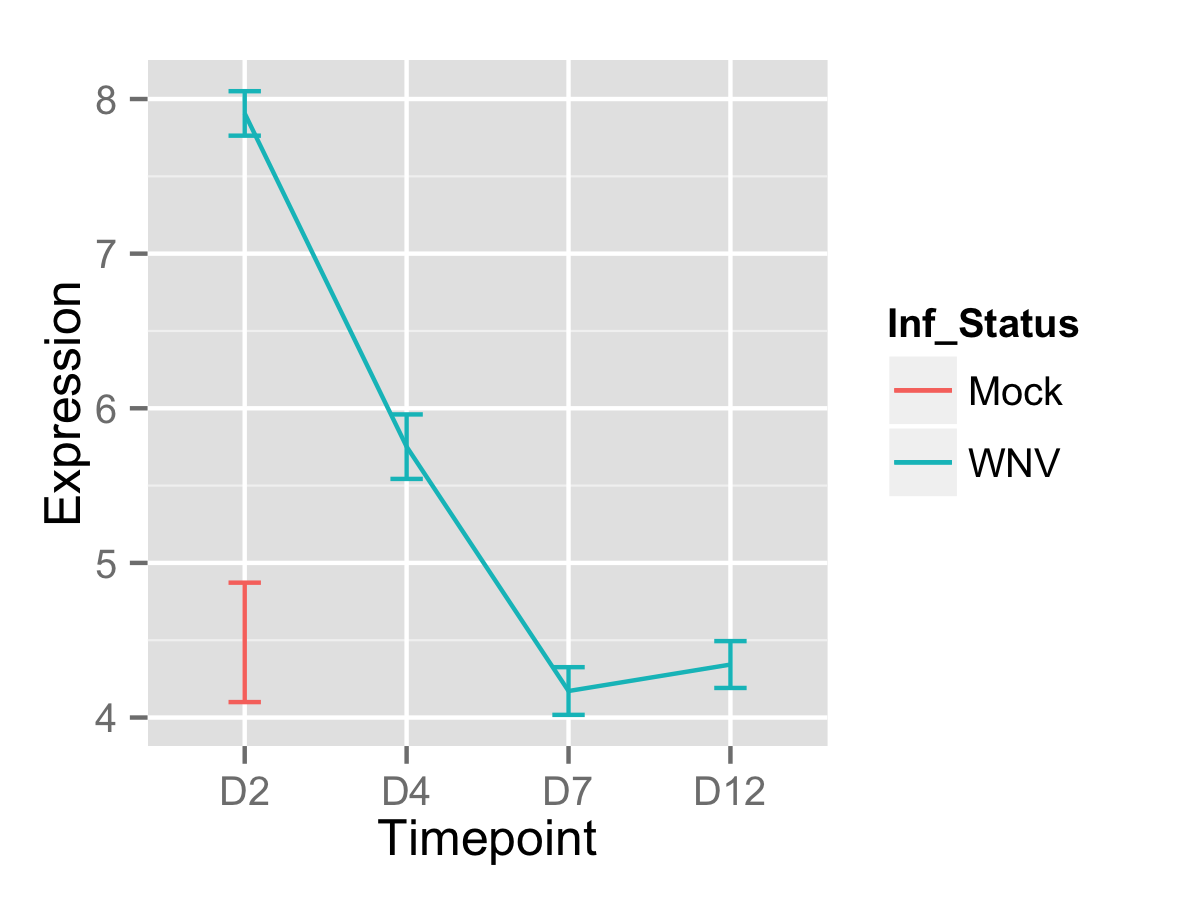 Expression
8
7
6
5
4
D2 D4 D7 D12
Timepoint
Inf_Status
Mock
WNV